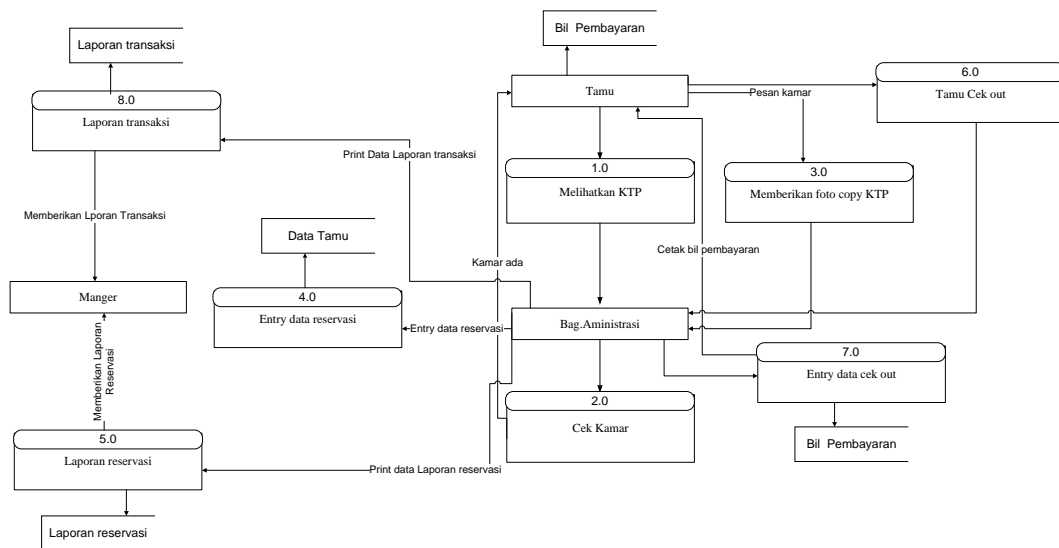 Bil Pembayaran
Laporan transaksi
6.0
Tamu Cek out
Tamu
Pesan kamar
8.0
Laporan transaksi
Print Data Laporan transaksi
1.0
Melihatkan KTP
3.0
Memberikan foto copy KTP
Memberikan Lporan Transaksi
Data Tamu
Cetak bil pembayaran
Kamar ada
Manger
4.0
Entry data reservasi
Entry data reservasi
Bag.Aministrasi
7.0
Entry data cek out
Memberikan Laporan
Reservasi
2.0
Cek Kamar
5.0
Laporan reservasi
Print data Laporan reservasi
Bil Pembayaran
Laporan reservasi